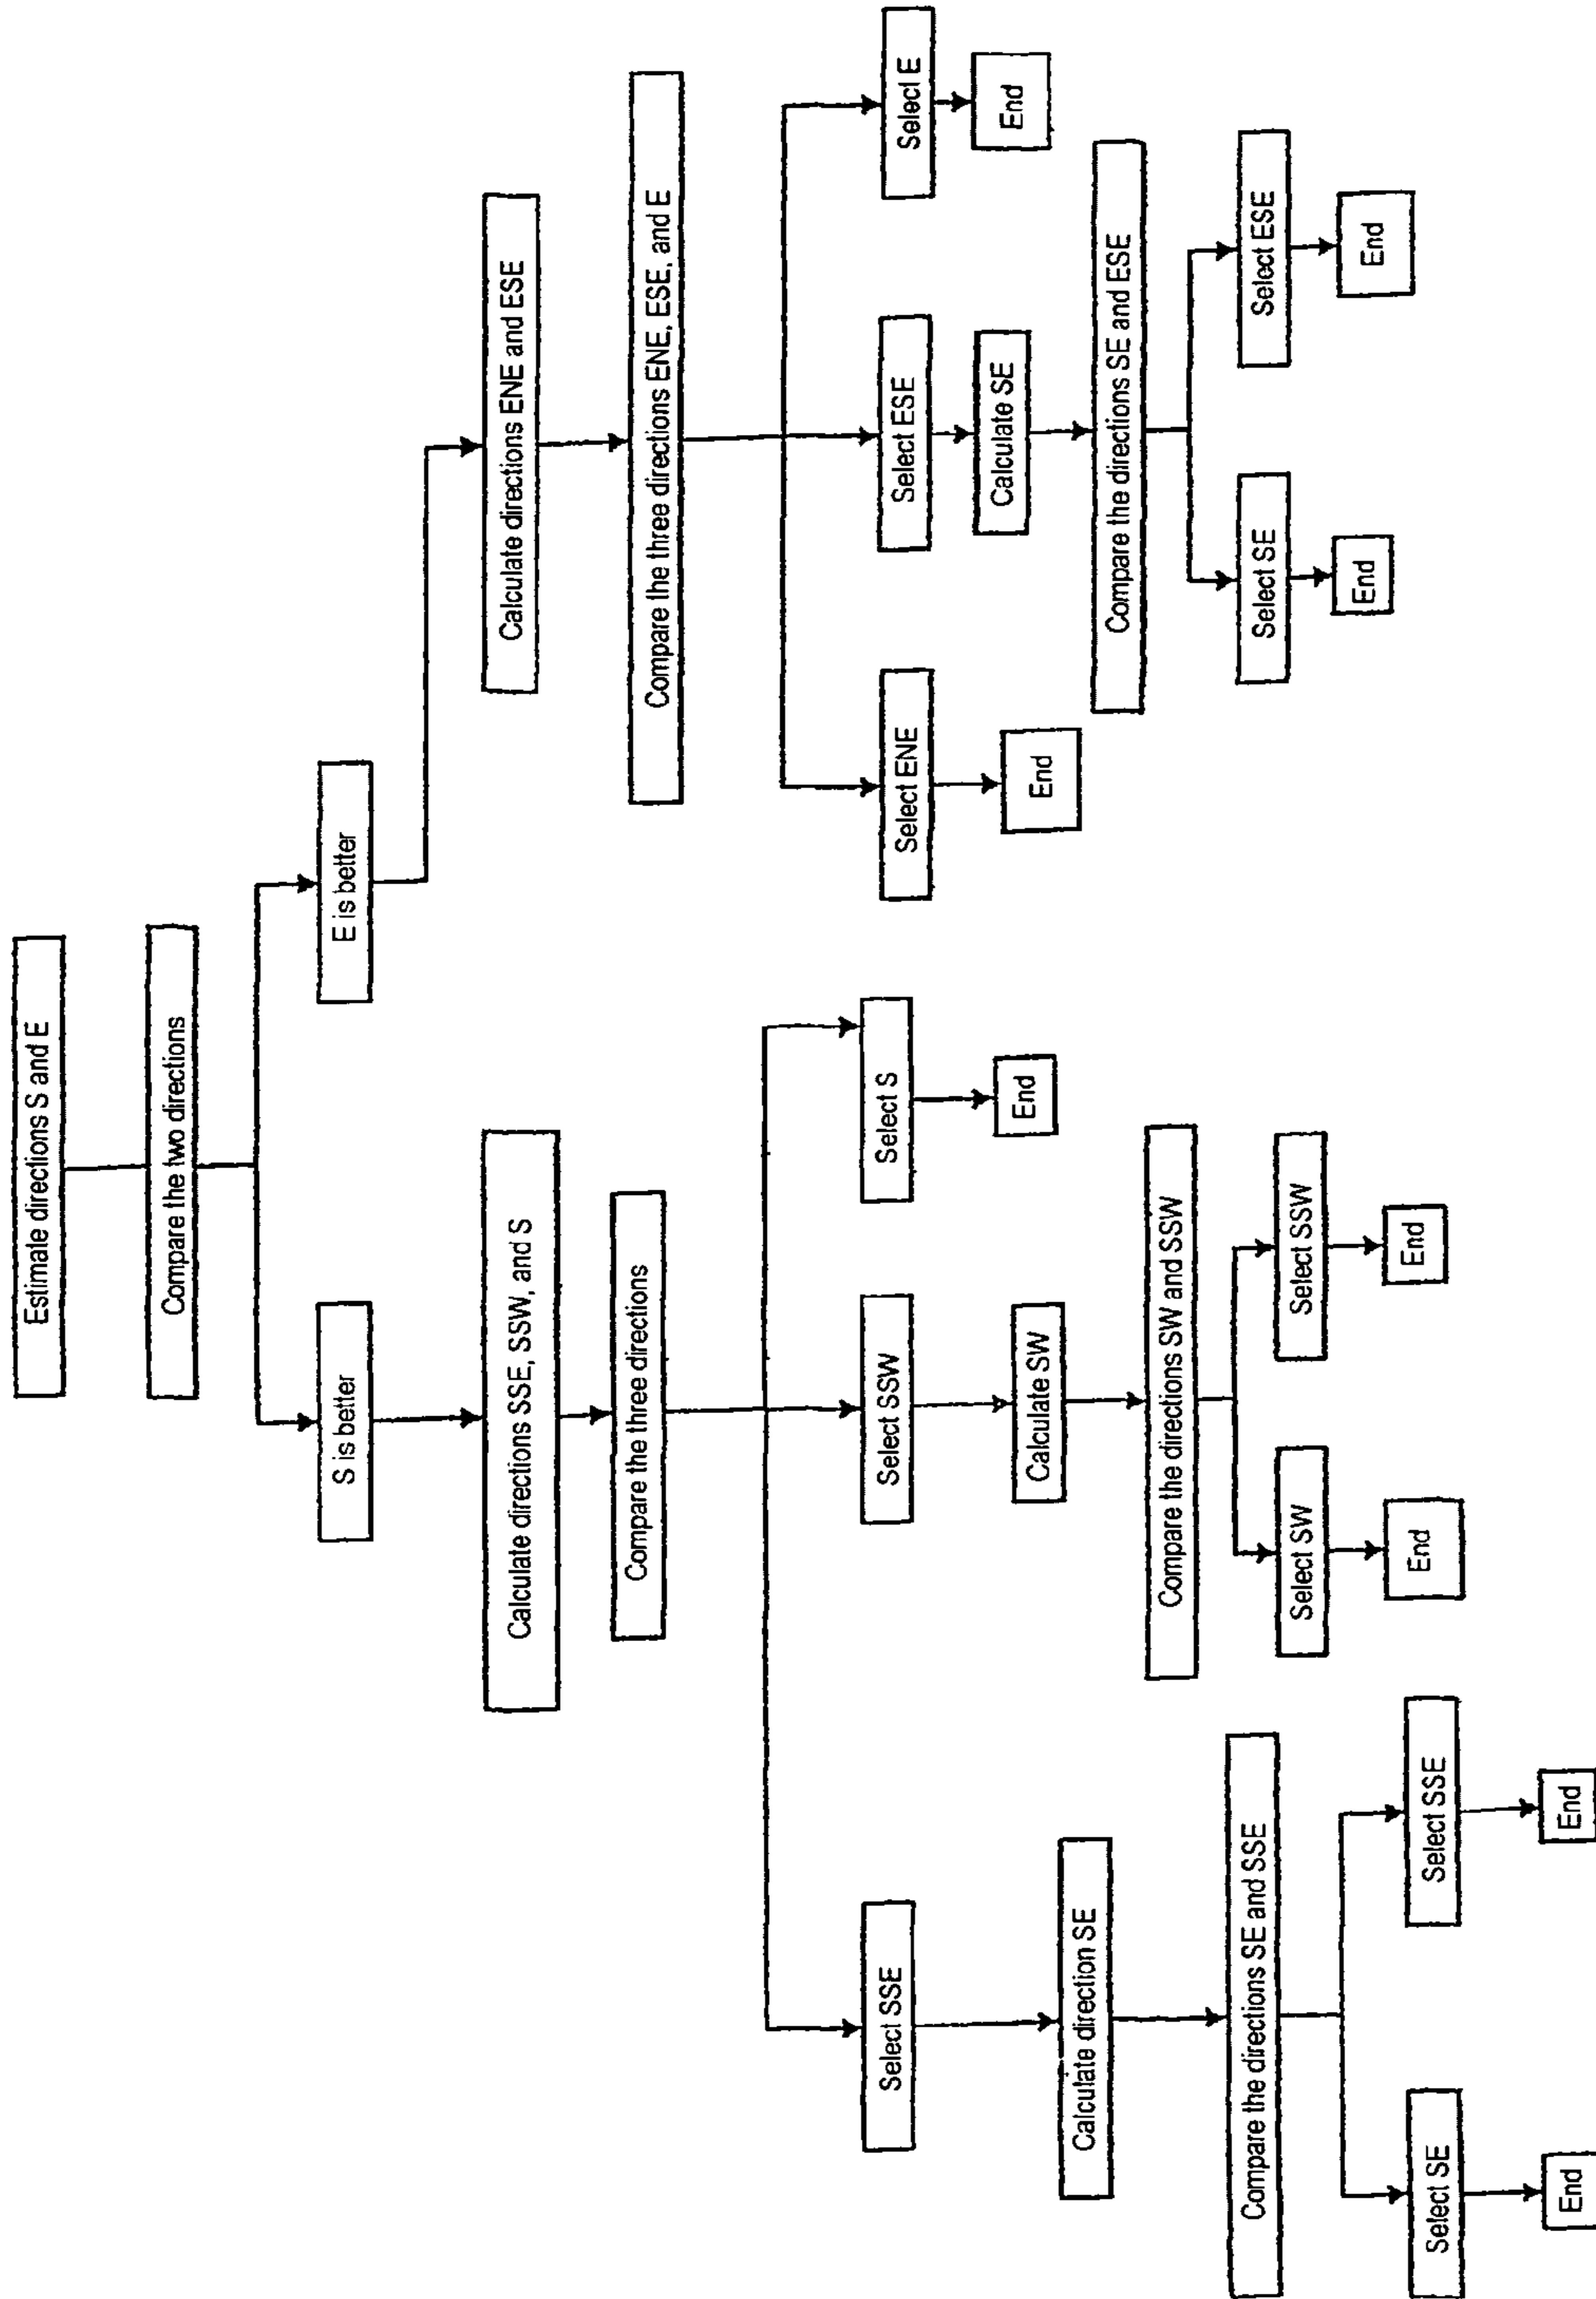 Estimate directions S and E
Compare the two directions
S is better
E is better
Calculate directions SSE, SSW, and S
Calculate directions ENE and ESE
Compare the three directions
Compare the three directions ENE, ESE, and E
Select SSE
Select SSW
Select S
Select ENE
Select ESE
Select E
Calculate direction SE
Calculate SW
End
End
Calculate SE
End
Compare the directions SE and SSE
Compare the directions SW and SSW
Compare the directions SE and ESE
Select SE
Select SSE
Select SW
Select SSW
Select SE
Select ESE
End
End
End
End
End
End